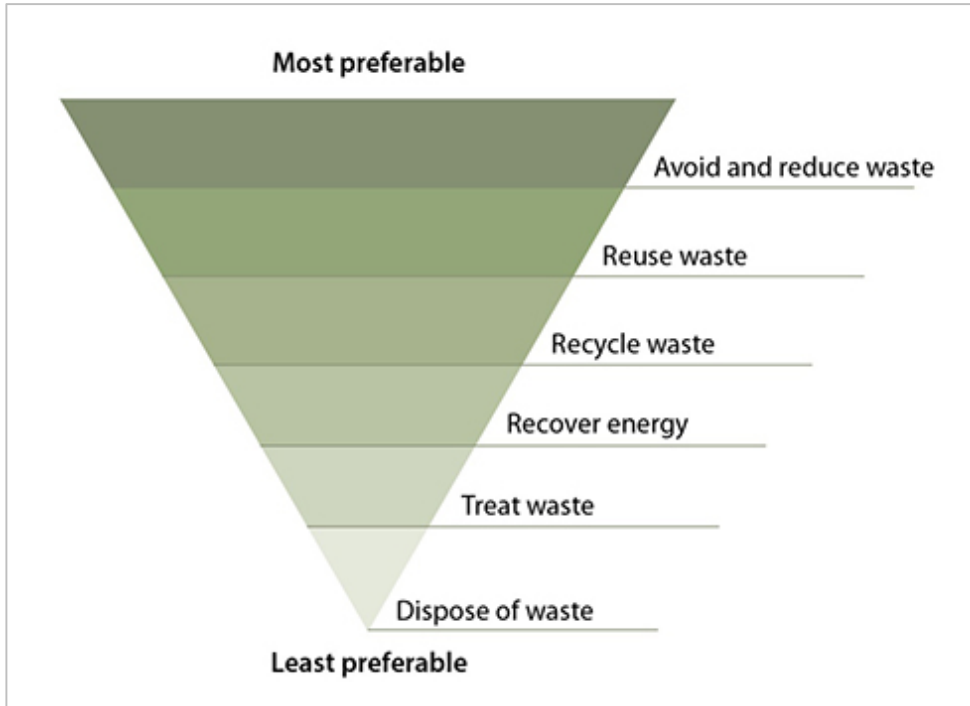 Most preferable
Avoid and reduce waste
Reuse waste
Recycle waste
Recover energy
Treat waste
Dispose of waste
Least preferable